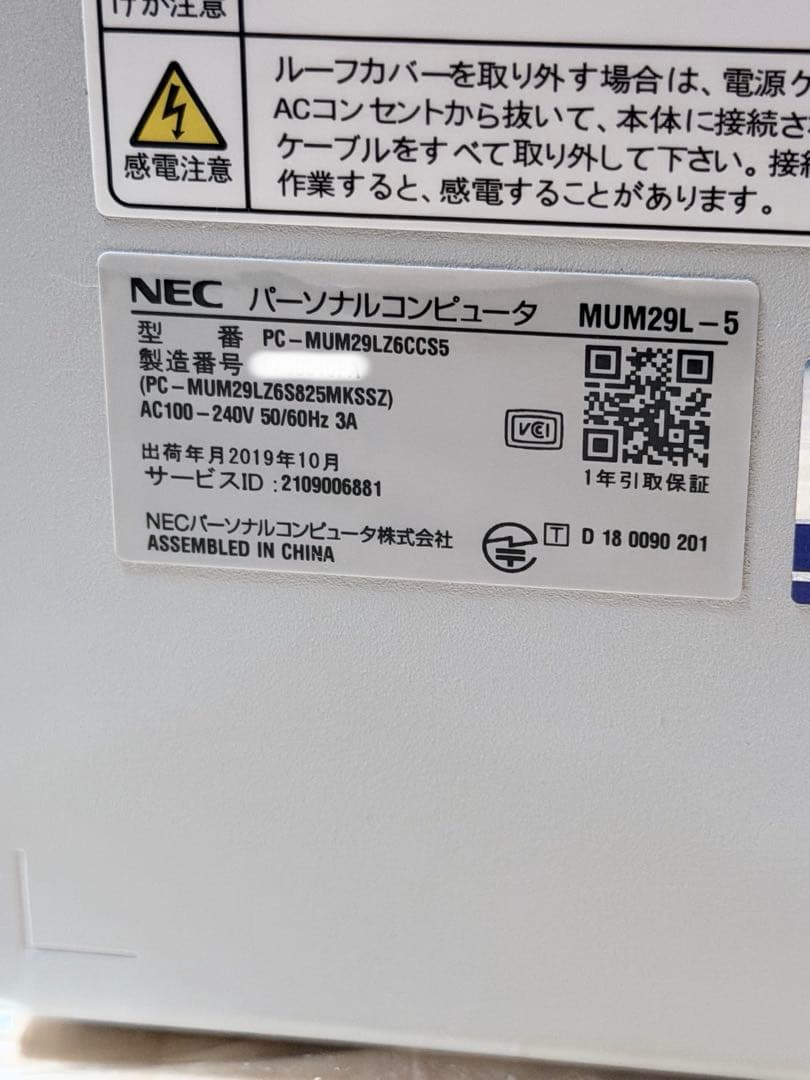 けが注意
ルーフカバーを取り外す場合は、電源ケ
ACコンセントから抜いて、本体に接続さ
ケーブルをすべて取り外して下さい。接続
作業すると、感電することがあります。
感電注意
NEC パーソナルコンピュータ MUM29L-5
型 番 PC-MUM29LZ6CCS5
製造番号
(PC-MUM29LZ6S825MKSSZ)
AC100-240V 50/60Hz 3A
VCCI
出荷年月2019年10月
サービスID:2109006881
1年引取保証
NECパーソナルコンピュータ株式会社
ASSEMBLED IN CHINA
T D 18 0090 201